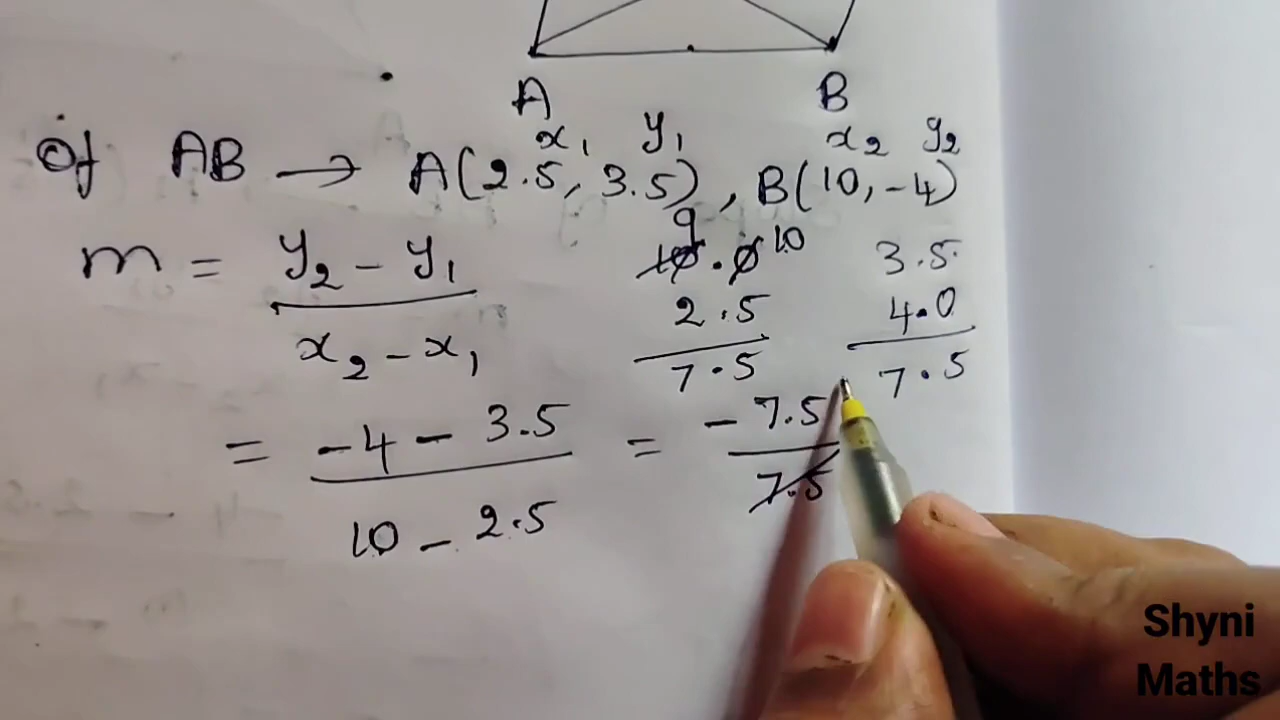 A B
x₁ y₁ x₂ y₂
Of AB → A(2.5, 3.5), B(10, -4)
m = y₂ - y₁ / x₂ - x₁
9
10.0 10
2.5
7.5
3.5
4.0
7.5
= -4 - 3.5 / 10 - 2.5 = -7.5 / 7.5
Shyni
Maths